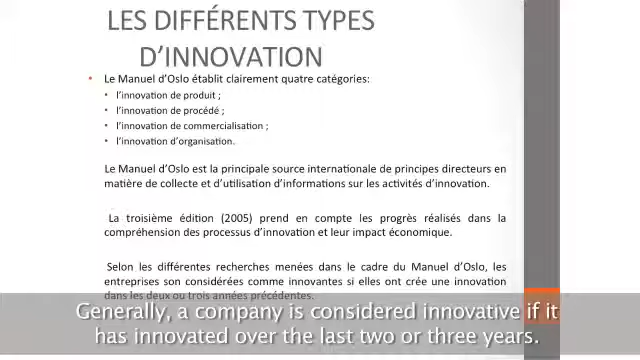 LES DIFFÉRENTS TYPES
D’INNOVATION
• Le Manuel d’Oslo établit clairement quatre catégories:
• l’innovation de produit ;
• l’innovation de procédé ;
• l’innovation de commercialisation ;
• l’innovation d’organisation.
Le Manuel d’Oslo est la principale source internationale de principes directeurs en
matière de collecte et d’utilisation d’informations sur les activités d’innovation.
La troisième édition (2005) prend en compte les progrès réalisés dans la
compréhension des processus d’innovation et leur impact économique.
Selon les différentes recherches menées dans le cadre du Manuel d’Oslo, les
entreprises son considérées comme innovantes si elles ont crée une innovation
dans les deux ou trois années précédentes.
Generally, a company is considered innovative if it
has innovated over the last two or three years.